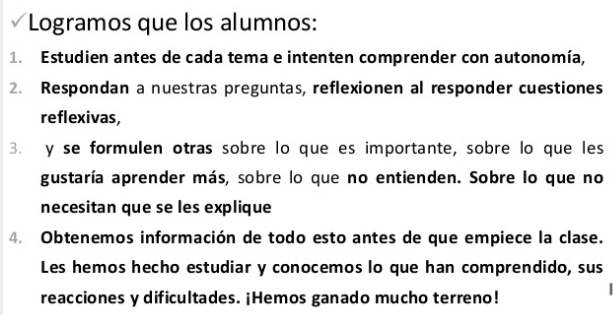 ✓Logramos que los alumnos:
1. Estudien antes de cada tema e intenten comprender con autonomía,
2. Respondan a nuestras preguntas, reflexionen al responder cuestiones
reflexivas,
3. y se formulen otras sobre lo que es importante, sobre lo que les
gustaría aprender más, sobre lo que no entienden. Sobre lo que no
necesitan que se les explique
4. Obtenemos información de todo esto antes de que empiece la clase.
Les hemos hecho estudiar y conocemos lo que han comprendido, sus
reacciones y dificultades. ¡Hemos ganado mucho terreno!